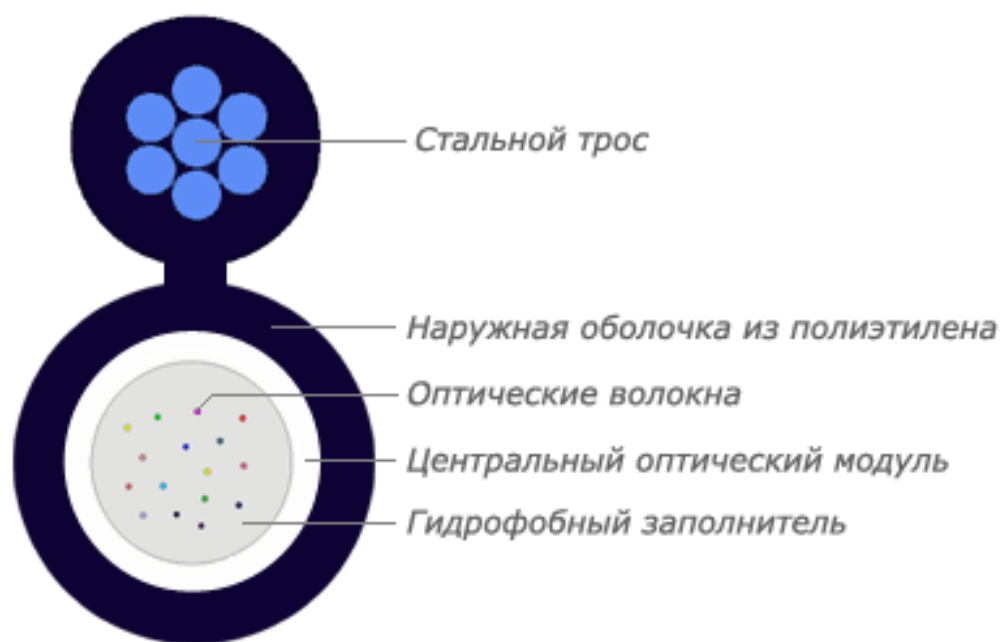 Стальной трос
Наружная оболочка из полиэтилена
Оптические волокна
Центральный оптический модуль
Гидрофобный заполнитель